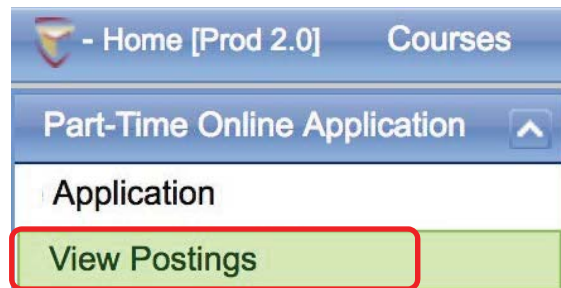 - Home [Prod 2.0] Courses
Part-Time Online Application
Application
View Postings